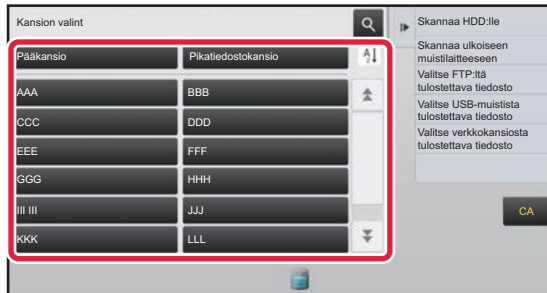 Kansion valint
Pääkansio
Pikatiedostokansio
AAA
BBB
CCC
DDD
EEE
FFF
GGG
HHH
III III
JJJ
KKK
LLL
Skannaa HDD:lle
Skannaa ulkoiseen
muistilaitteeseen
Valitse FTP:ltä
tulostettava tiedosto
Valitse USB-muistista
tulostettava tiedosto
Valitse verkkokansiosta
tulostettava tiedosto
CA